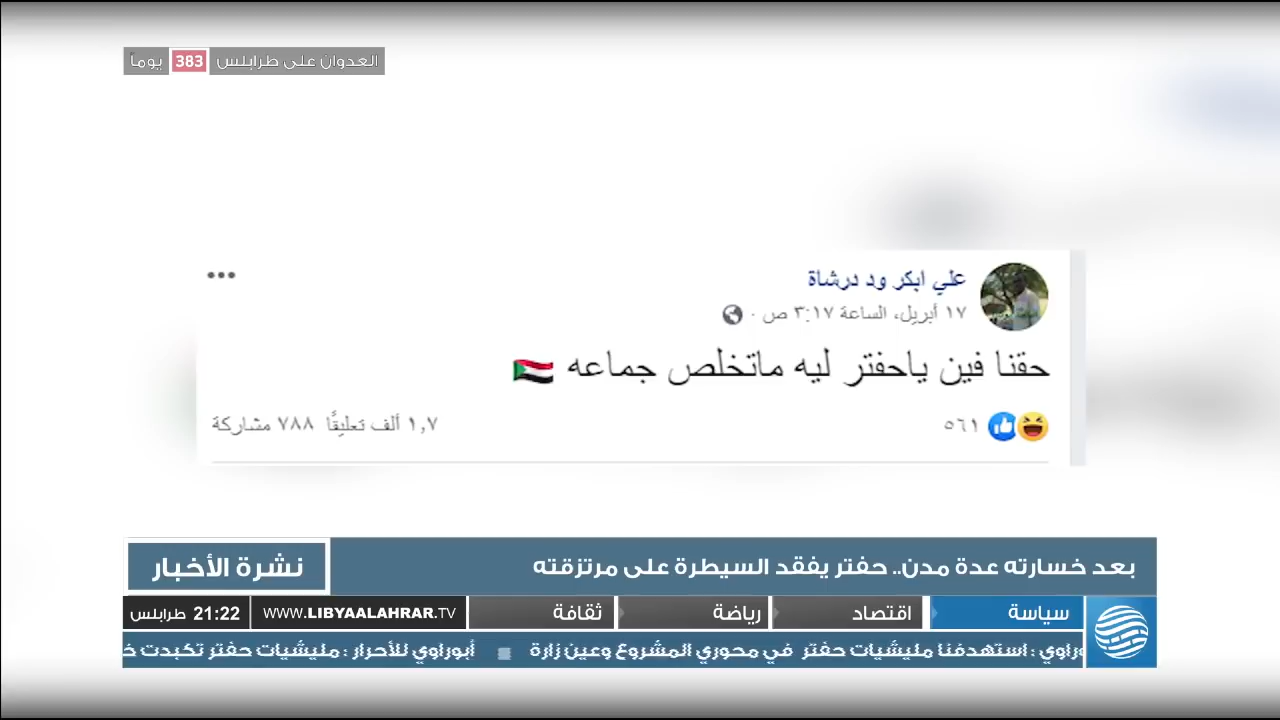 العدوان على طرابلس 383 يوماً
علي ابكر ود درشاة
١٧ أبريل، الساعة ٣:١٧ ص ·
حقنا فين ياحفتر ليه ماتخلص جماعه 🇸🇩
٥٦١
١,٧ ألف تعليقًا ٧٨٨ مشاركة
بعد خسارته عدة مدن.. حفتر يفقد السيطرة على مرتزقته
نشرة الأخبار
سياسة
اقتصاد
رياضة
ثقافة
WWW.LIBYAALAHRAR.TV
21:22 طرابلس
: استهدفنا مليشيات حفتر في محوري المشروع وعين زارة ■ أبوراوي للأحرار : مليشيات حفتر تكبدت